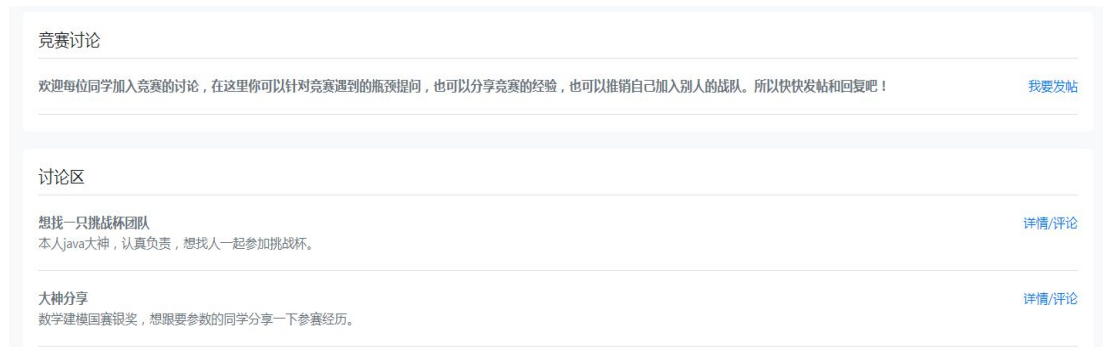 竞赛讨论
欢迎每位同学加入竞赛的讨论，在这里你可以针对竞赛遇到的瓶颈提问，也可以分享竞赛的经验，也可以推销自己加入别人的战队。所以快快发帖和回复吧！ 我要发帖
讨论区
想找一只挑战杯团队 详情/评论
本人java大神，认真负责，想找人一起参加挑战杯。
大神分享 详情/评论
数学建模国赛银奖，想跟要参数的同学分享一下参赛经历。